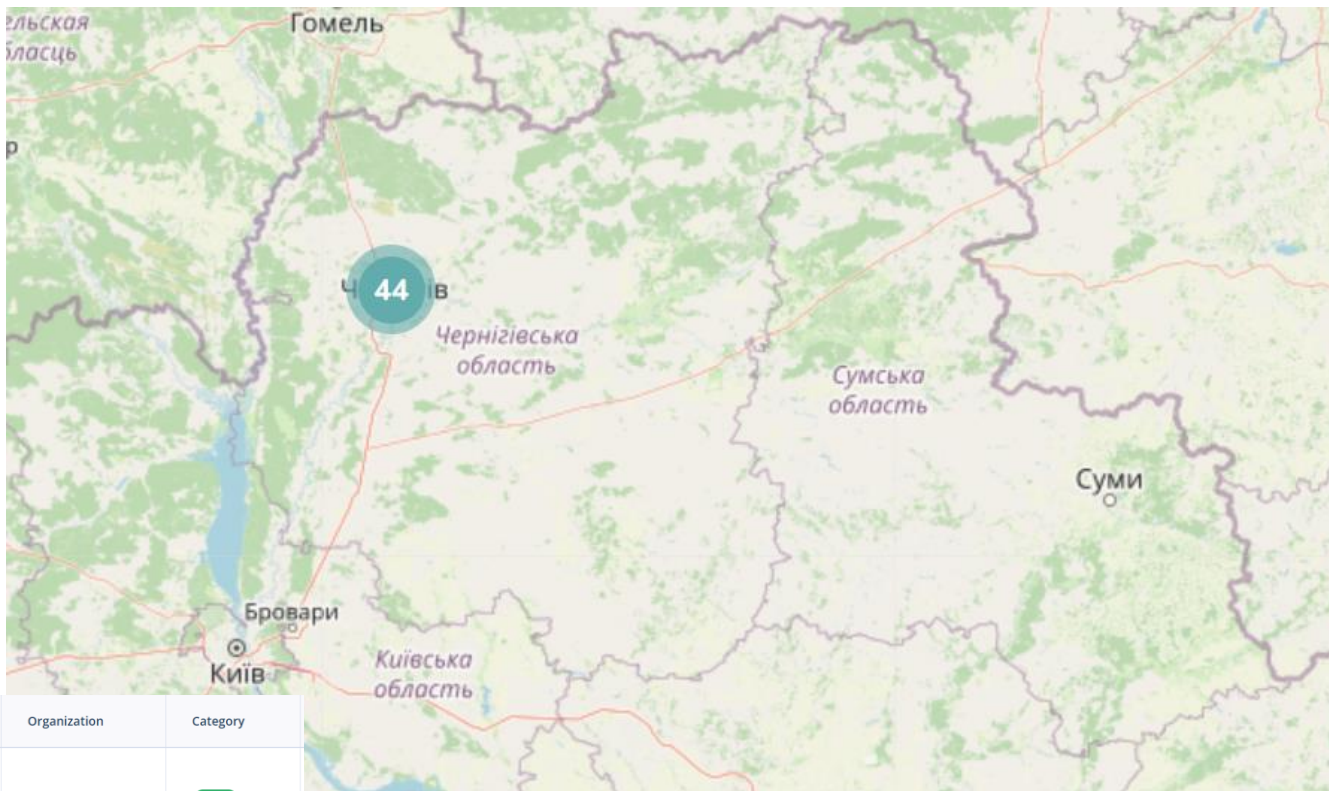 Гомель
44
Чернігівська
область
Сумська
область
Суми
Бровари
Київ
Київська
область
Organization Category